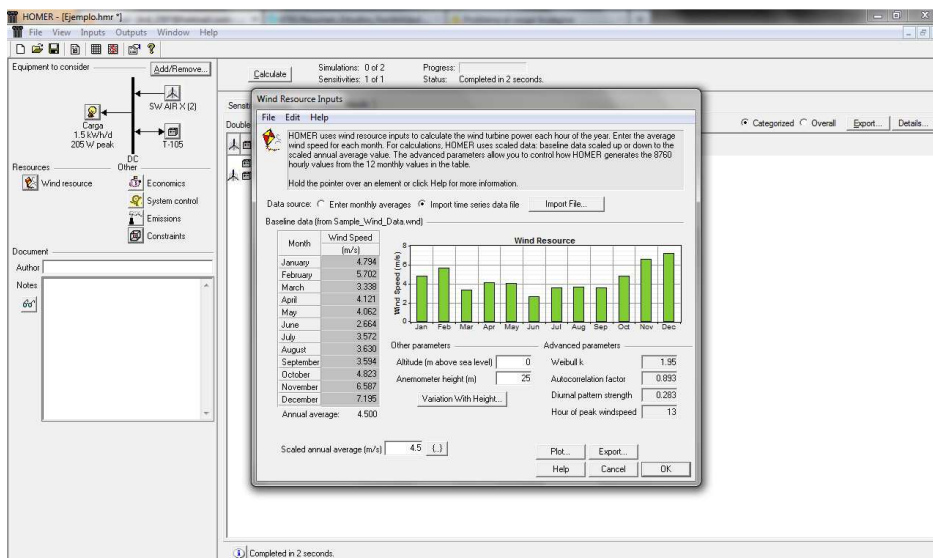 HOMER - [Ejemplo.hmr *]
File View Inputs Outputs Window Help
Equipment to consider
Add/Remove...
SW AIR X (2)
Carga
1.5 kWh/d
205 W peak
T-105
DC
Resources
Other
Wind resource
Economics
System control
Emissions
Constraints
Document
Author
Notes
Calculate
Simulations: 0 of 2
Sensitivities: 1 of 1
Progress:
Status: Completed in 2 seconds.
Sensiti
Double
Categorized
Overall
Export...
Details...
Wind Resource Inputs
File Edit Help
HOMER uses wind resource inputs to calculate the wind turbine power each hour of the year. Enter the average
wind speed for each month. For calculations, HOMER uses scaled data: baseline data scaled up or down to the
scaled annual average value. The advanced parameters allow you to control how HOMER generates the 8760
hourly values from the 12 monthly values in the table.
Hold the pointer over an element or click Help for more information.
Data source: Enter monthly averages Import time series data file Import File...
Baseline data (from Sample_Wind_Data.wnd)
Month Wind Speed
(m/s)
January 4.794
February 5.702
March 3.338
April 4.121
May 4.062
June 2.664
July 3.572
August 3.630
September 3.594
October 4.823
November 6.587
December 7.195
Annual average: 4.500
Wind Resource
Wind Speed (m/s)
8
6
4
2
0
Jan Feb Mar Apr May Jun Jul Aug Sep Oct Nov Dec
Other parameters
Altitude (m above sea level) 0
Anemometer height (m) 25
Variation With Height...
Advanced parameters
Weibull k 1.95
Autocorrelation factor 0.893
Diurnal pattern strength 0.283
Hour of peak windspeed 13
Scaled annual average (m/s) 4.5 {..}
Plot... Export...
Help Cancel OK
Completed in 2 seconds.